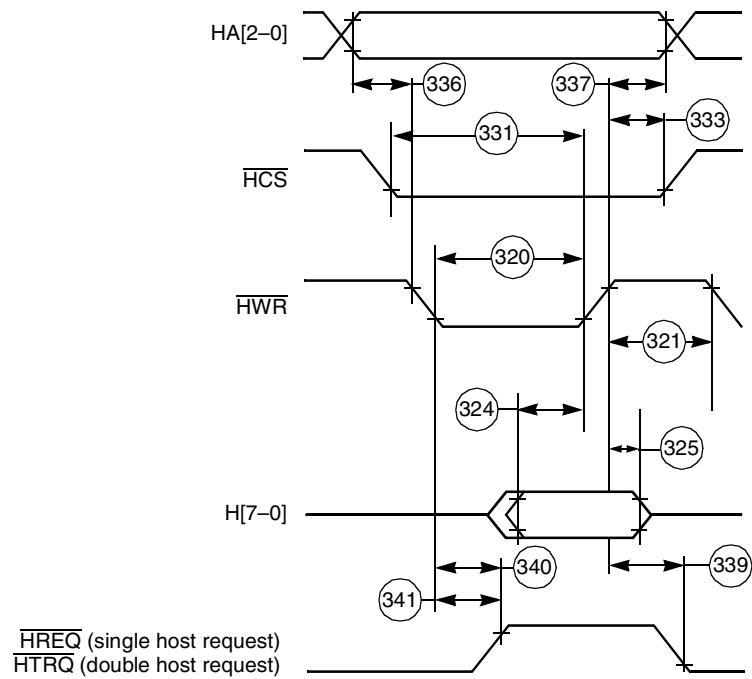 HA[2–0]
336
337
333
331
HCS
320
HWR
321
324
325
H[7–0]
340
339
341
HREQ (single host request)
HTRQ (double host request)